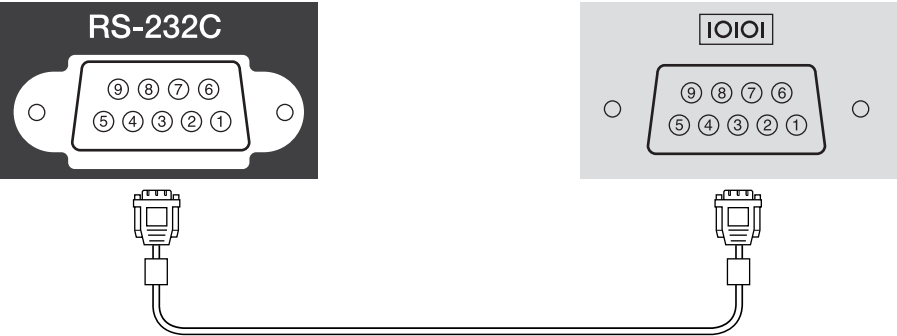 RS-232C
IOIOI
⑨ ⑧ ⑦ ⑥
⑤ ④ ③ ② ①
⑨ ⑧ ⑦ ⑥
⑤ ④ ③ ② ①